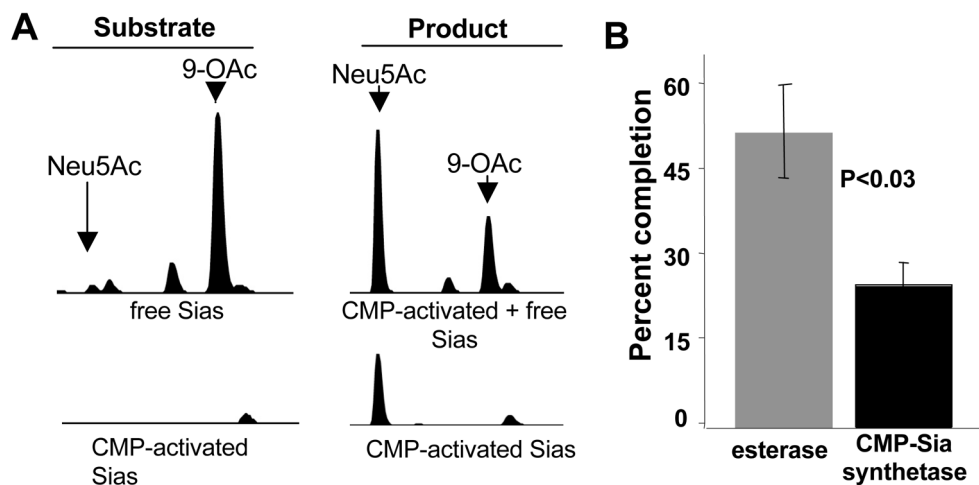 A
Substrate
9-OAc
Neu5Ac
free Sias
CMP-activated
Sias
Product
Neu5Ac
9-OAc
CMP-activated + free
Sias
CMP-activated Sias
B
Percent completion
60
45
30
15
0
P<0.03
esterase
CMP-Sia
synthetase